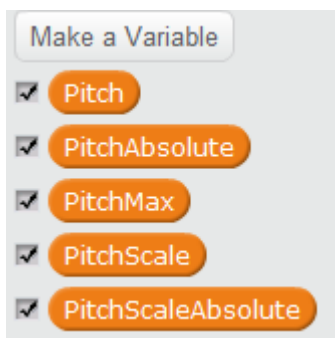 Make a Variable
Pitch
PitchAbsolute
PitchMax
PitchScale
PitchScaleAbsolute